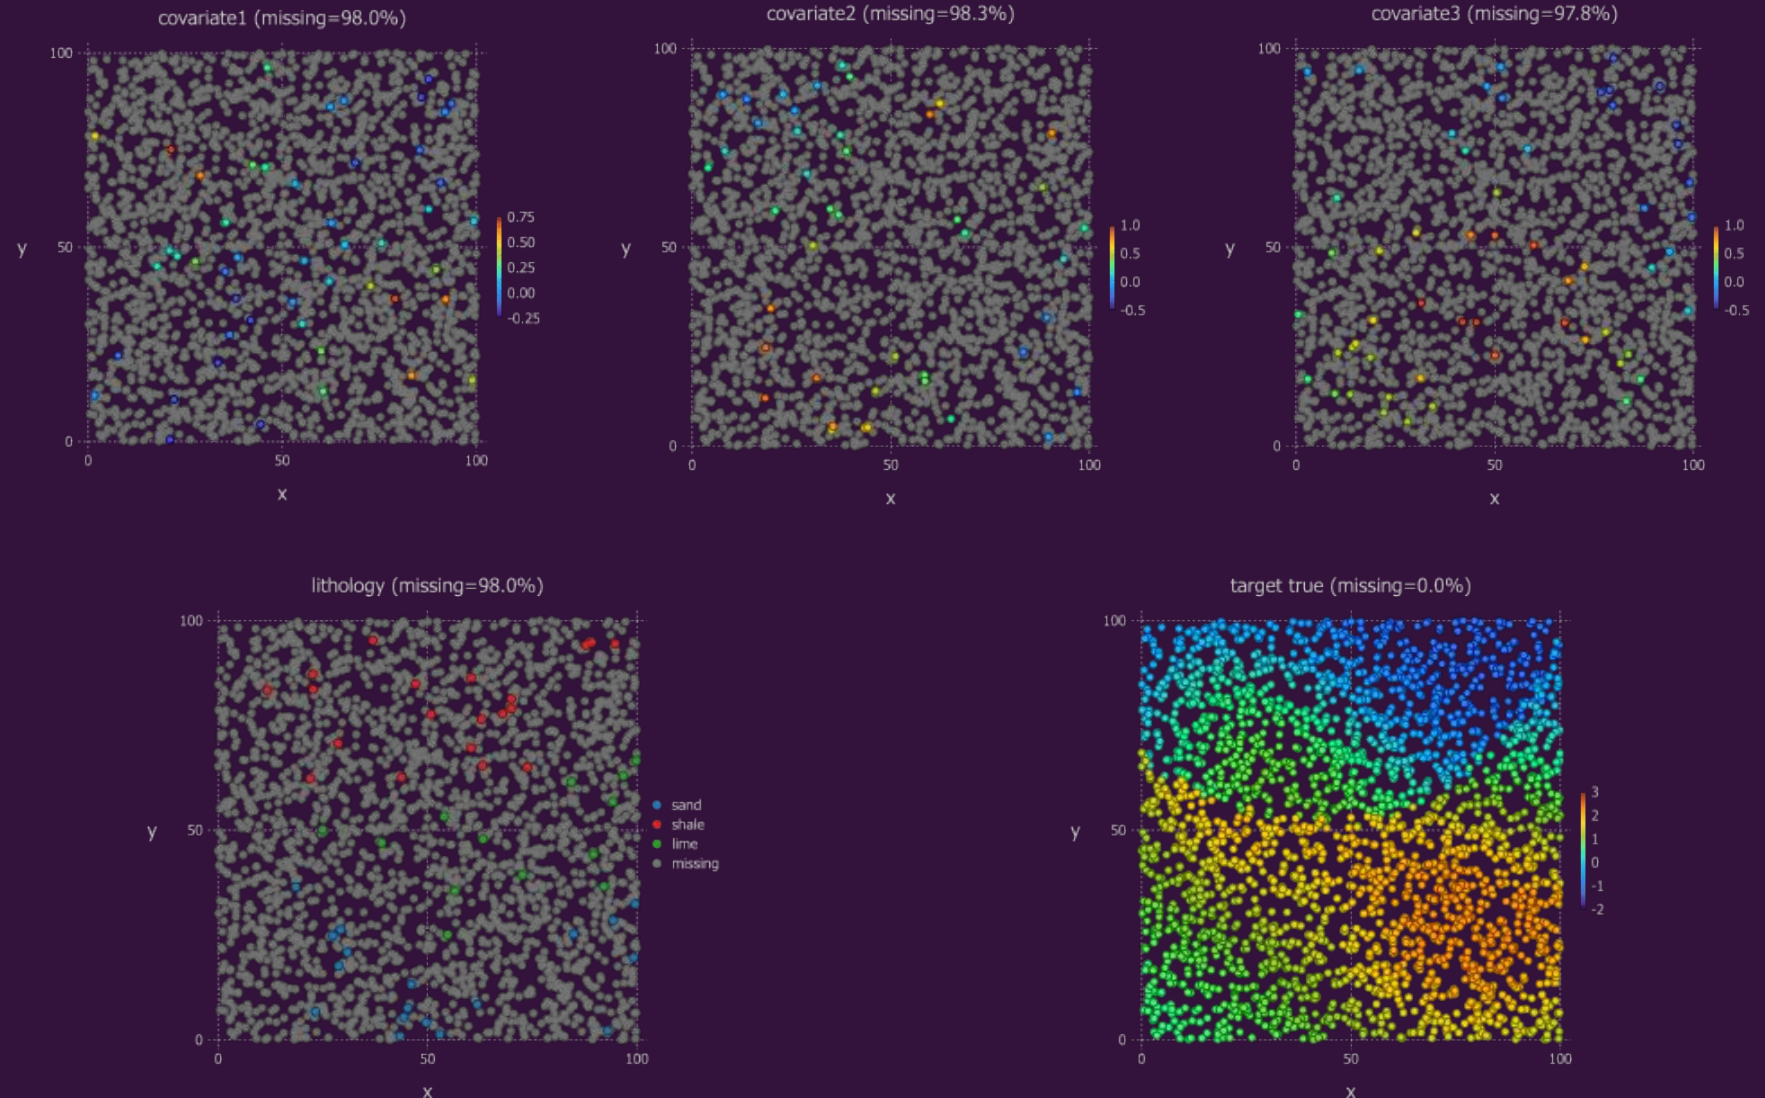 covariate1 (missing=98.0%)
100
y
50
0
0
50
100
x
0.75
0.50
0.25
0.00
-0.25
covariate2 (missing=98.3%)
100
y
50
0
0
50
100
x
1.0
0.5
0.0
-0.5
covariate3 (missing=97.8%)
100
y
50
0
0
50
100
x
1.0
0.5
0.0
-0.5
lithology (missing=98.0%)
100
y
50
0
0
50
100
x
sand
shale
lime
missing
target true (missing=0.0%)
100
y
50
0
0
50
100
x
3
2
1
0
-1
-2